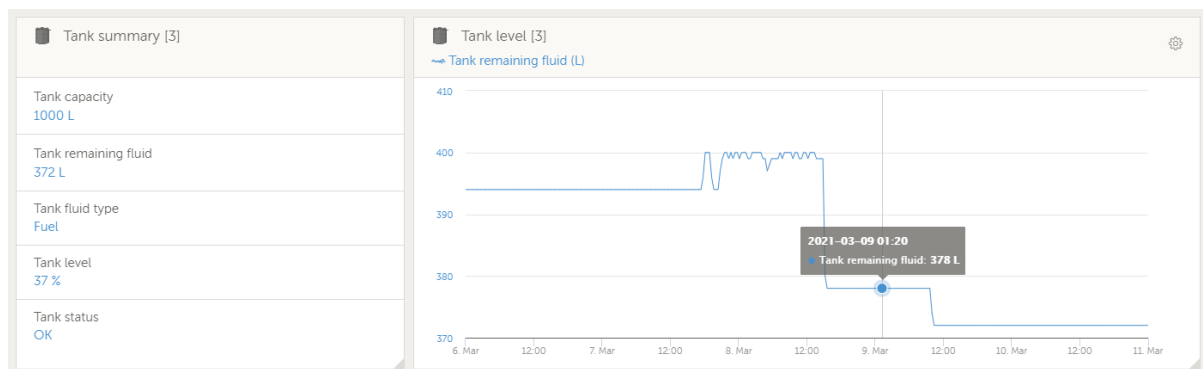 Tank summary [3]
Tank capacity
1000 L
Tank remaining fluid
372 L
Tank fluid type
Fuel
Tank level
37 %
Tank status
OK
Tank level [3]
Tank remaining fluid (L)
410
400
390
380
370
2021-03-09 01:20
Tank remaining fluid: 378 L
6. Mar 12:00 7. Mar 12:00 8. Mar 12:00 9. Mar 12:00 10. Mar 12:00 11. Mar